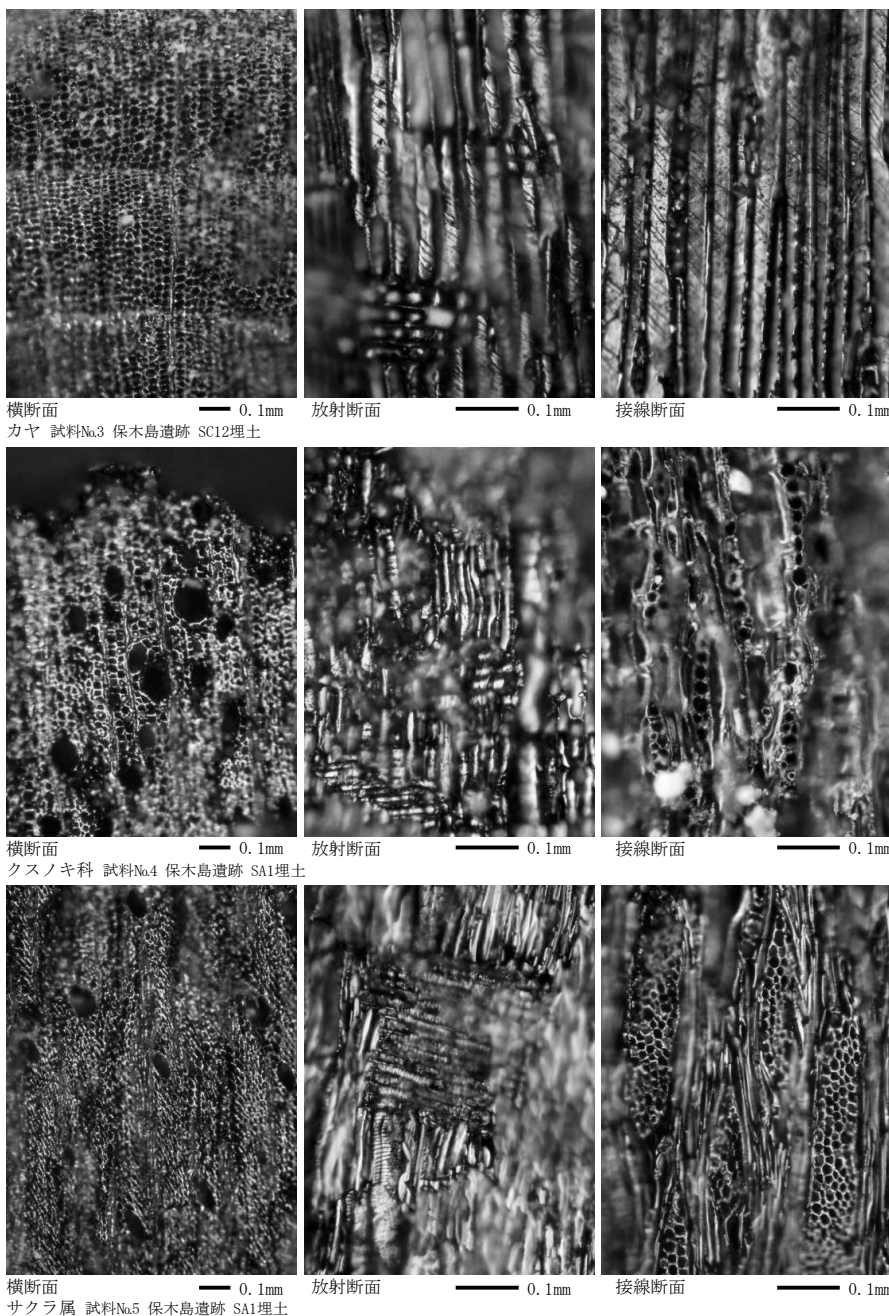 横断面 0.1mm 放射断面 0.1mm 接線断面 0.1mm
カヤ 試料№3 保木島遺跡 SC12埋土
横断面 0.1mm 放射断面 0.1mm 接線断面 0.1mm
クスノキ科 試料№4 保木島遺跡 SA1埋土
横断面 0.1mm 放射断面 0.1mm 接線断面 0.1mm
サクラ属 試料№5 保木島遺跡 SA1埋土